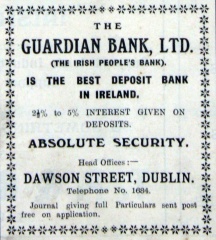 THE
GUARDIAN BANK, LTD.
(THE IRISH PEOPLE'S BANK).
IS THE BEST DEPOSIT BANK
IN IRELAND.
2½% to 5% INTEREST GIVEN ON
DEPOSITS.
ABSOLUTE SECURITY.
Head Offices :—
DAWSON STREET, DUBLIN.
Telephone No. 1684.
Journal giving full Particulars sent post
free on application.